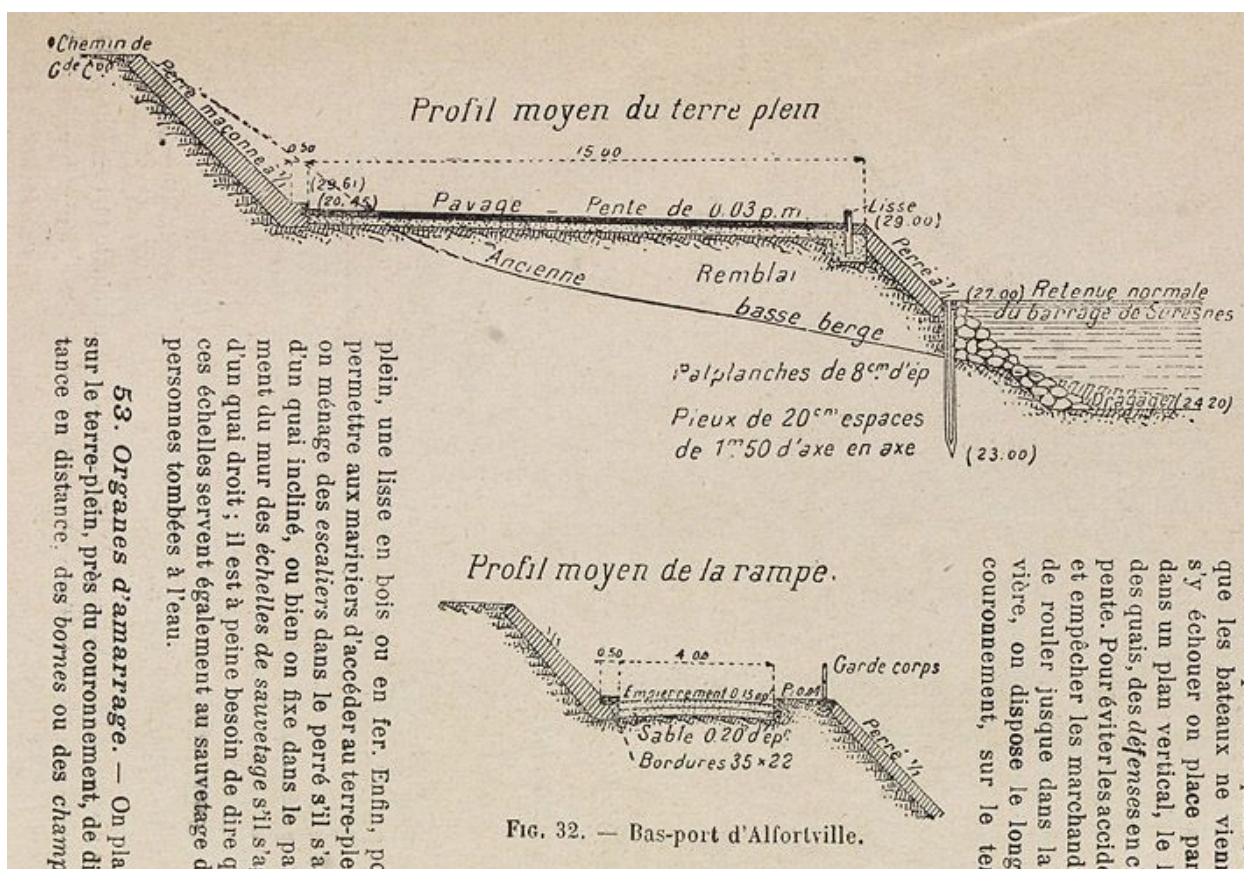 Chemin de
Gde Con
Perré maçonné à 1/1
Profil moyen du terre plein
0.50
15.00
(29.61)
(29.45)
Pavage _ Pente de 0.03 p.m.
Lisse
(29.00)
Ancienne
basse berge
Remblai
Perré à 1/1
(27.00) Retenue normale
du barrage de Suresnes
Palplanches de 8cm d'ép
Pieux de 20cm espaces
de 1m50 d'axe en axe
dragage (24 20)
(23.00)
Profil moyen de la rampe.
1/1
0.50
4.00
Garde corps
Empierrement 0.15
P. 0.04
Sable 0.20 d'épr
Bordures 35 × 22
Perré 1/1
FIG. 32. — Bas-port d'Alfortville.
que les bateaux ne vienn
s'y échouer on place par
dans un plan vertical, le l
des quais, des défenses en c
pente. Pour éviter les accide
et empêcher les marchand
de rouler jusque dans la
vière, on dispose le long
couronnement, sur le ter
plein, une lisse en bois ou en fer. Enfin, po
permettre aux mariniers d'accéder au terre-ple
on ménage des escaliers dans le perré s'il s'a
d'un quai incliné, ou bien on fixe dans le pa
ment du mur des échelles de sauvetage s'il s'ag
d'un quai droit ; il est à peine besoin de dire q
ces échelles servent également au sauvetage d
personnes tombées à l'eau.
53. Organes d'amarrage. — On pla
sur le terre-plein, près du couronnement, de di
tance en distance, des bornes ou des champ